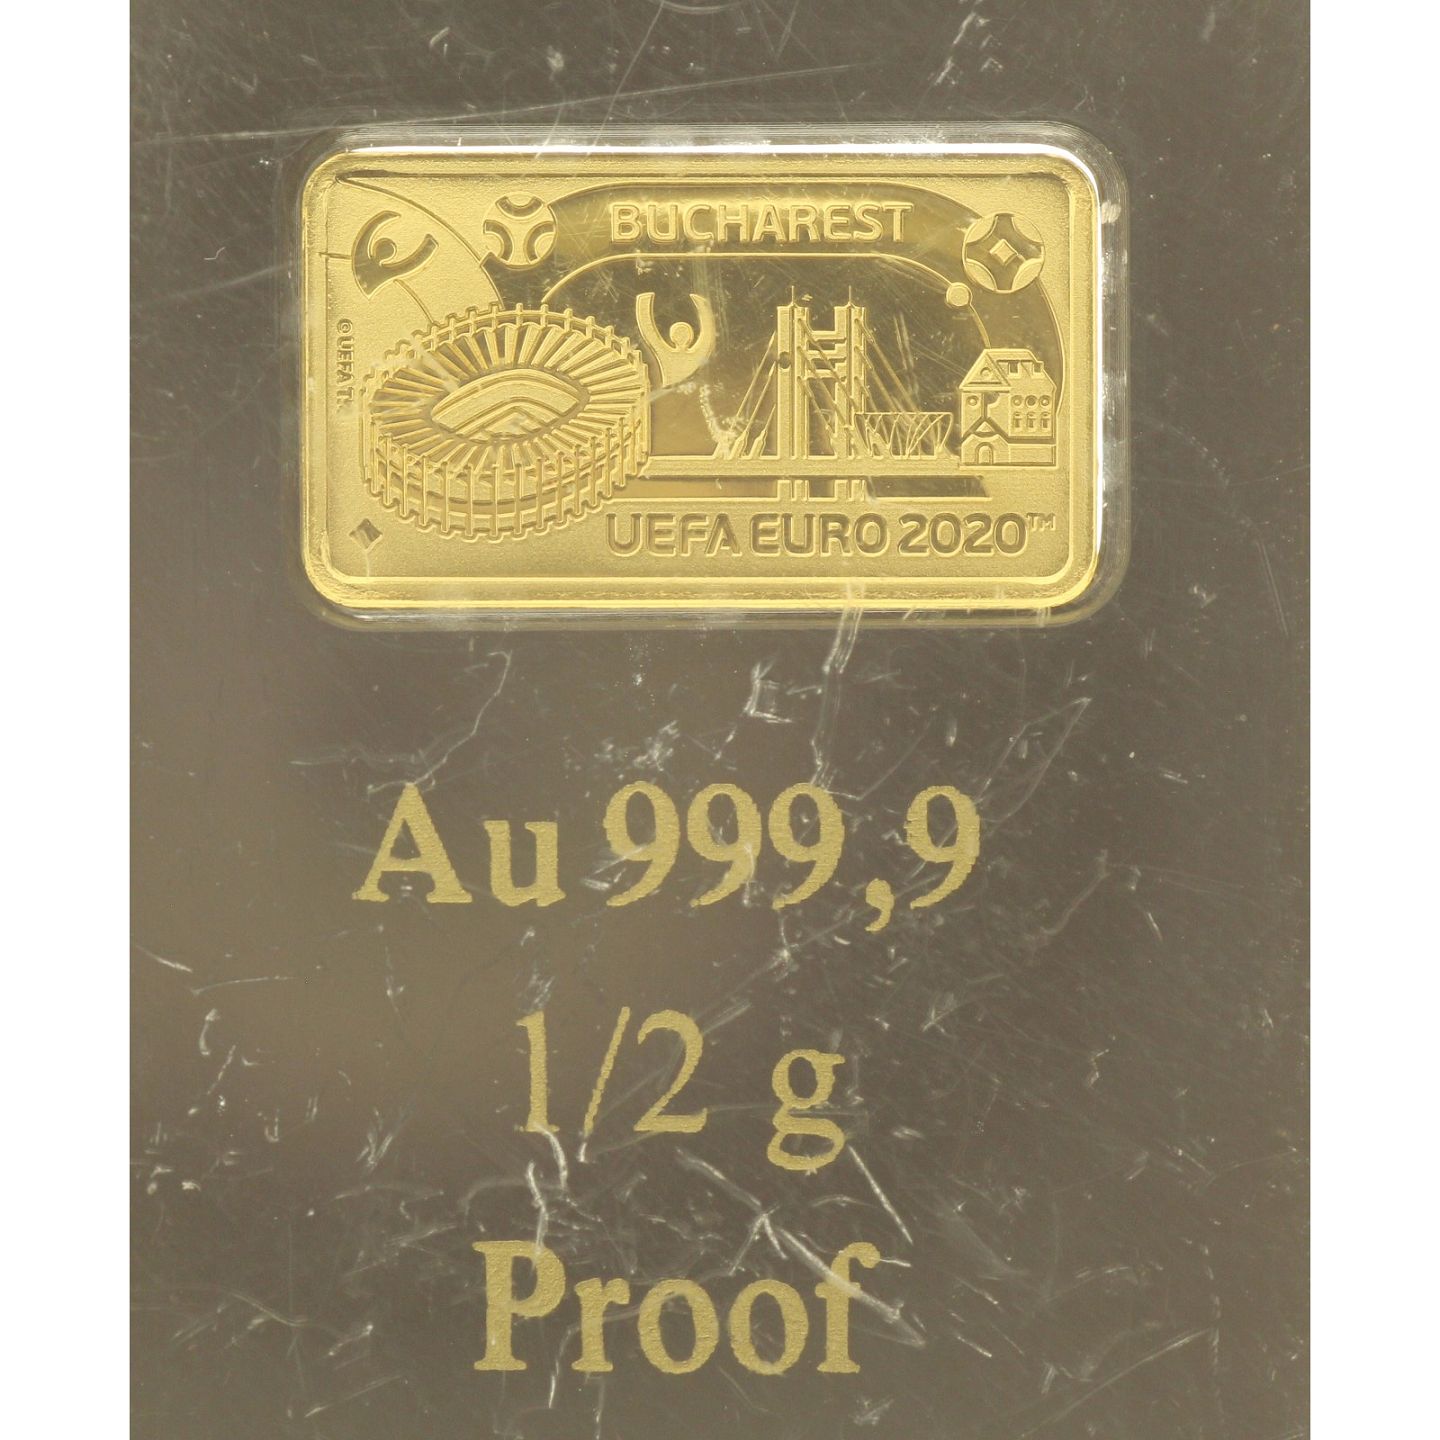 BUCHAREST
© UEFA TM
UEFA EURO 2020™
Au 999,9
1/2 g
Proof